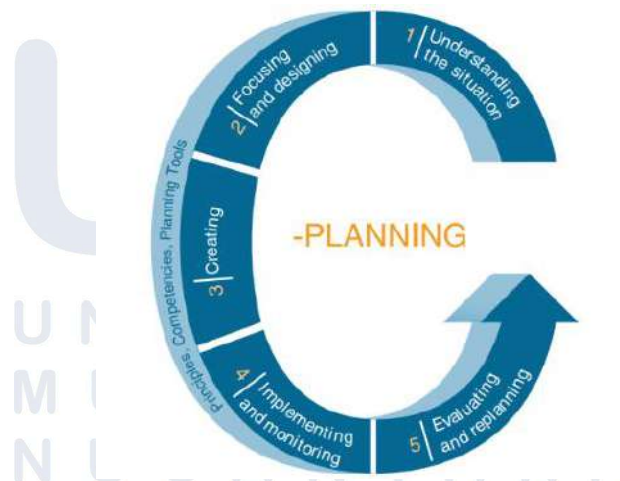 1 Understanding
the situation
2 Focusing
and designing
3 Creating
4 Implementing
and monitoring
5 Evaluating
and replanning
Principles, Competencies, Planning Tools
-PLANNING
U N
M U
N